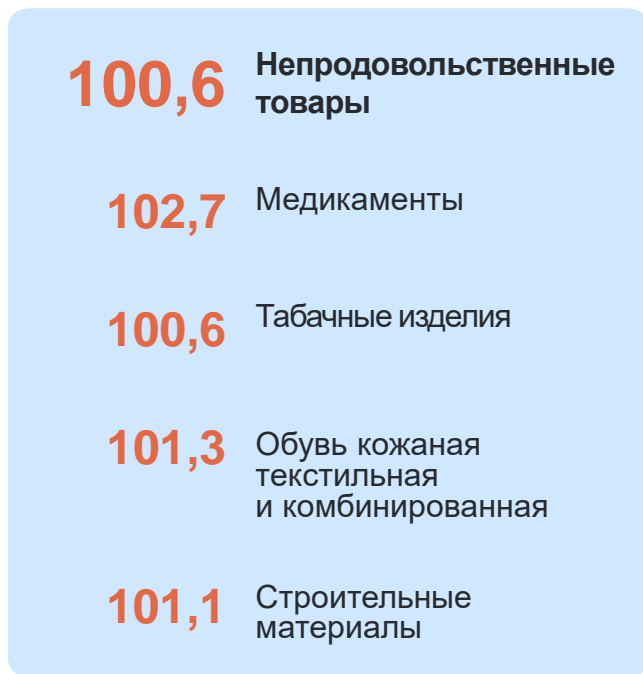 100,6 Непродовольственные
товары
102,7 Медикаменты
100,6 Табачные изделия
101,3 Обувь кожаная
текстильная
и комбинированная
101,1 Строительные
материалы